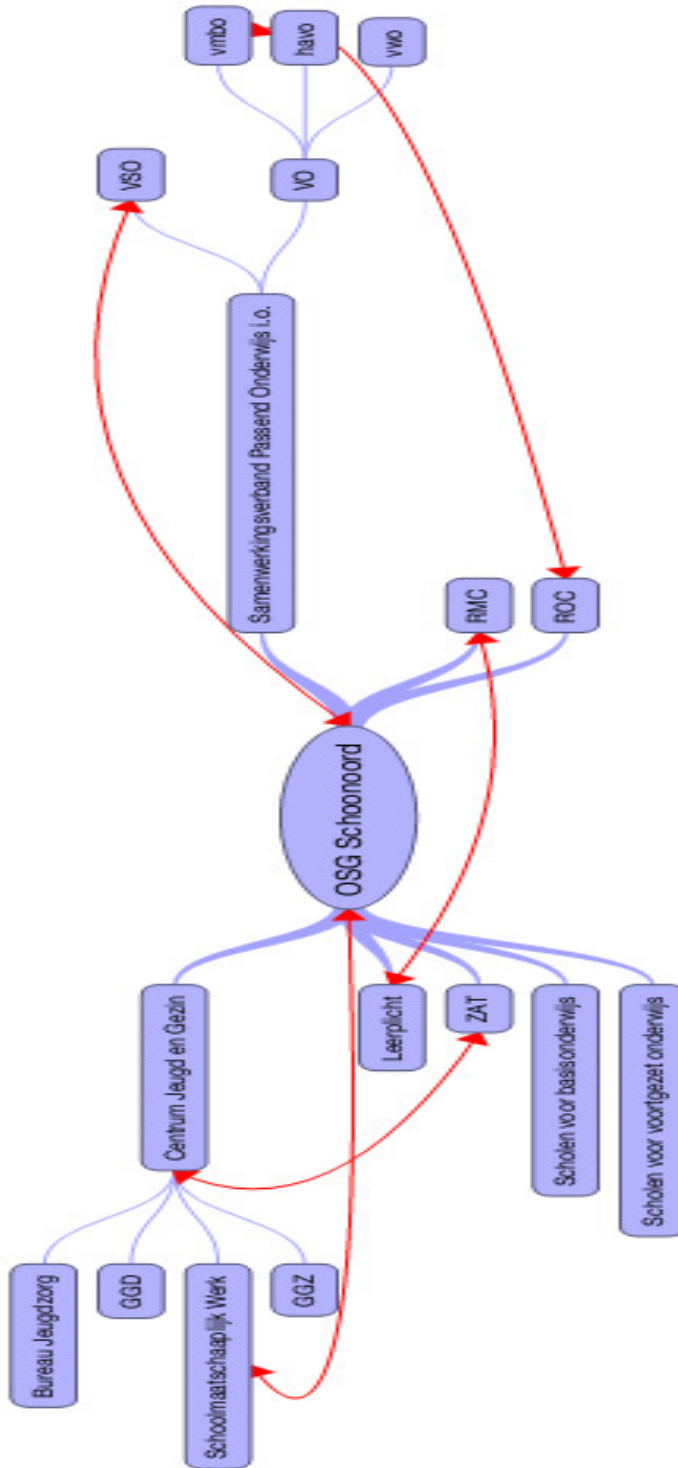 Bureau Jeugdzorg
GGD
Schoolmaatschaaplijk Werk
GGZ
Centrum Jeugd en Gezin
Leerplicht
ZAT
Scholen voor basisonderwijs
Scholen voor voortgezet onderwijs
OSG Schoonoord
Samenwerkingsverband Passend Onderwijs i.o.
RMC
ROC
VSO
VO
vmbo
havo
vwo